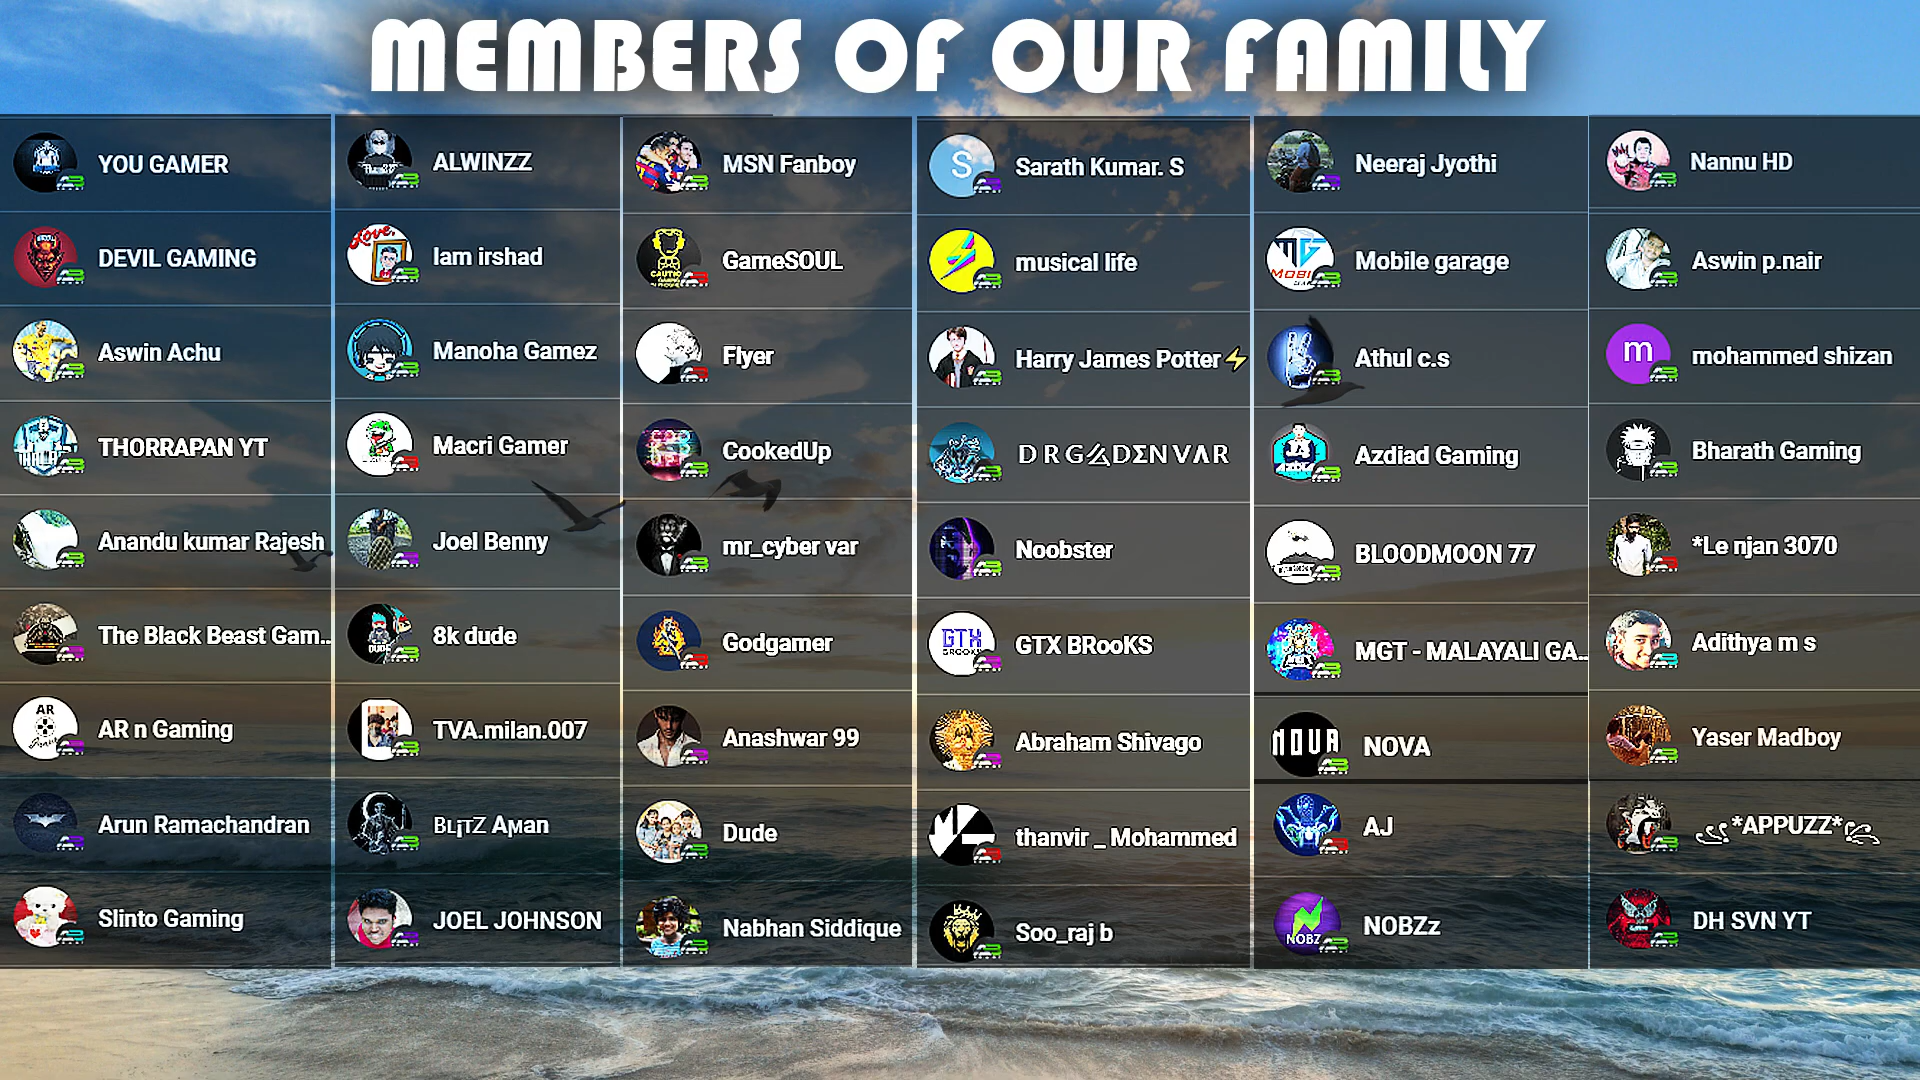 MEMBERS OF OUR FAMILY
YOU GAMER
DEVIL GAMING
Aswin Achu
THORRAPAN YT
Anandu kumar Rajesh
The Black Beast Gam..
AR n Gaming
Arun Ramachandran
Slinto Gaming
ALWINZZ
Iam irshad
Manoha Gamez
Macri Gamer
Joel Benny
8k dude
TVA.milan.007
BʟɨᴛZ Aᴍan
JOEL JOHNSON
MSN Fanboy
GameSOUL
Flyer
CookedUp
mr_cyber var
Godgamer
Anashwar 99
Dude
Nabhan Siddique
S
Sarath Kumar. S
musical life
Harry James Potter⚡
GTX
GTX BRooKS
Noobster
Abraham Shivago
thanvir _ Mohammed
Soo_raj b
Neeraj Jyothi
Mobile garage
Athul c.s
Azdiad Gaming
BLOODMOON 77
MGT - MALAYALI GA..
NOVA
NOVA
AJ
NOBZ
NOBZz
Nannu HD
Aswin p.nair
m
mohammed shizan
Bharath Gaming
*Le njan 3070
Adithya m s
Yaser Madboy
*APPUZZ*
DH SVN YT